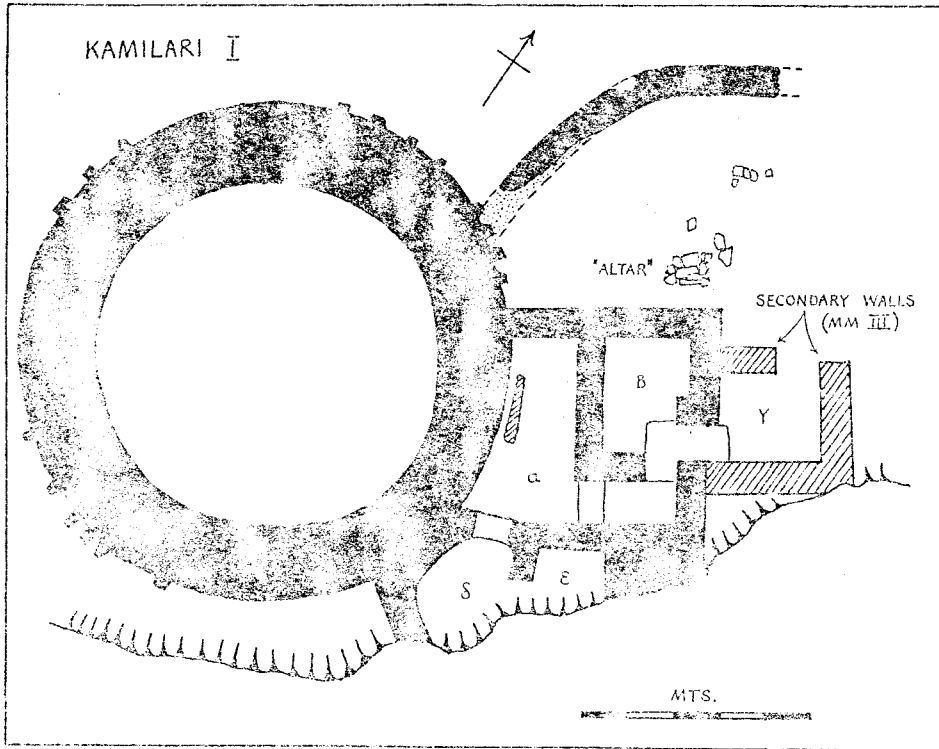 KAMILARI I
"ALTAR"
SECONDARY WALLS
(MM III)
B
Y
a
S
ε
MTS.